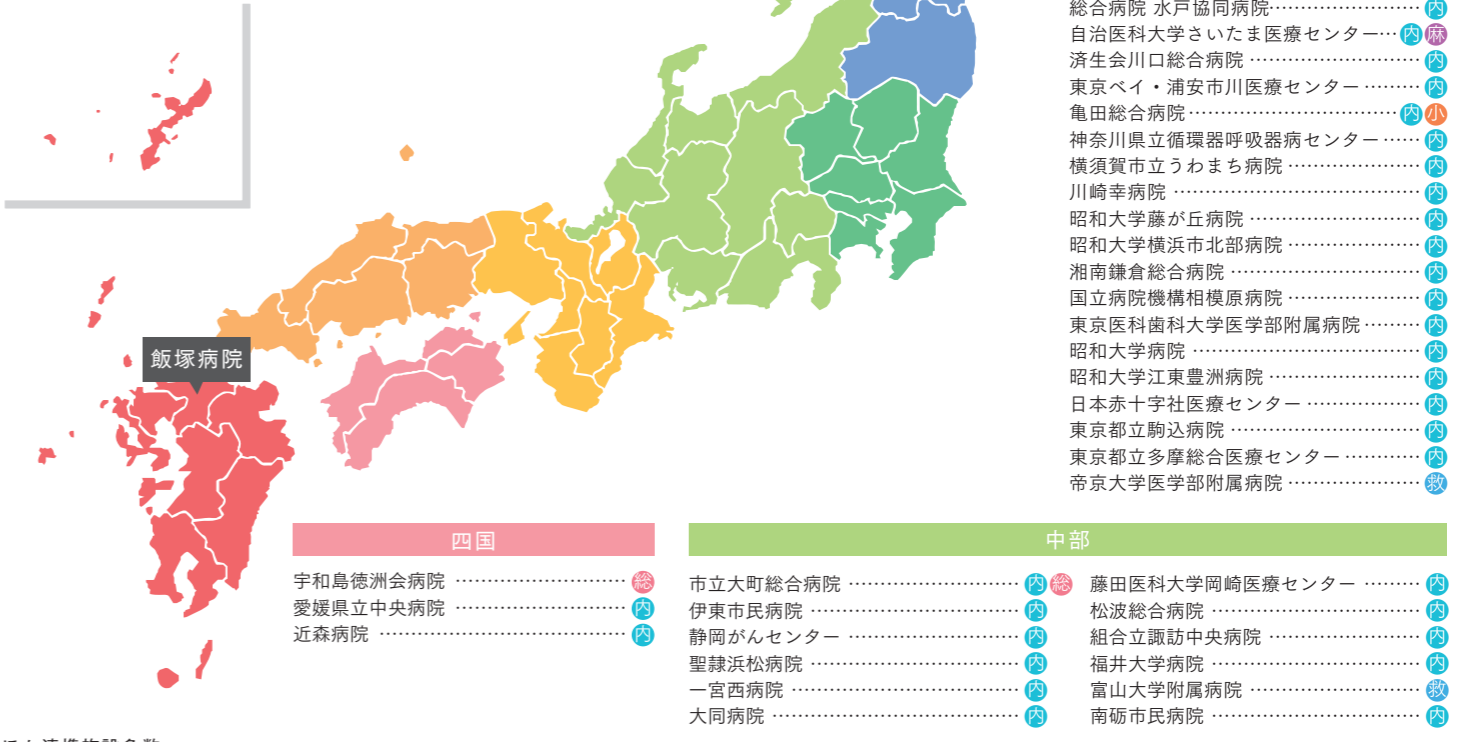 総合病院 水戸協同病院……………………内
自治医科大学さいたま医療センター…内麻
済生会川口総合病院………………………内
東京ベイ・浦安市川医療センター………内
亀田総合病院……………………………内小
神奈川県立循環器呼吸器病センター……内
横須賀市立うわまち病院…………………内
川崎幸病院…………………………………内
昭和大学藤が丘病院………………………内
昭和大学横浜市北部病院…………………内
湘南鎌倉総合病院…………………………内
国立病院機構相模原病院…………………内
東京医科歯科大学医学部附属病院………内
昭和大学病院………………………………内
昭和大学江東豊洲病院……………………内
日本赤十字社医療センター………………内
東京都立駒込病院…………………………内
東京都立多摩総合医療センター…………内
帝京大学医学部附属病院…………………救
飯塚病院
四国
宇和島徳洲会病院………………………総
愛媛県立中央病院………………………内
近森病院…………………………………内
中部
市立大町総合病院………………………内総
伊東市民病院……………………………内
静岡がんセンター………………………内
聖隷浜松病院……………………………内
一宮西病院………………………………内
大同病院…………………………………内
藤田医科大学岡崎医療センター………内
松波総合病院……………………………内
組合立諏訪中央病院……………………内
福井大学病院……………………………内
富山大学附属病院………………………救
南砺市民病院……………………………内